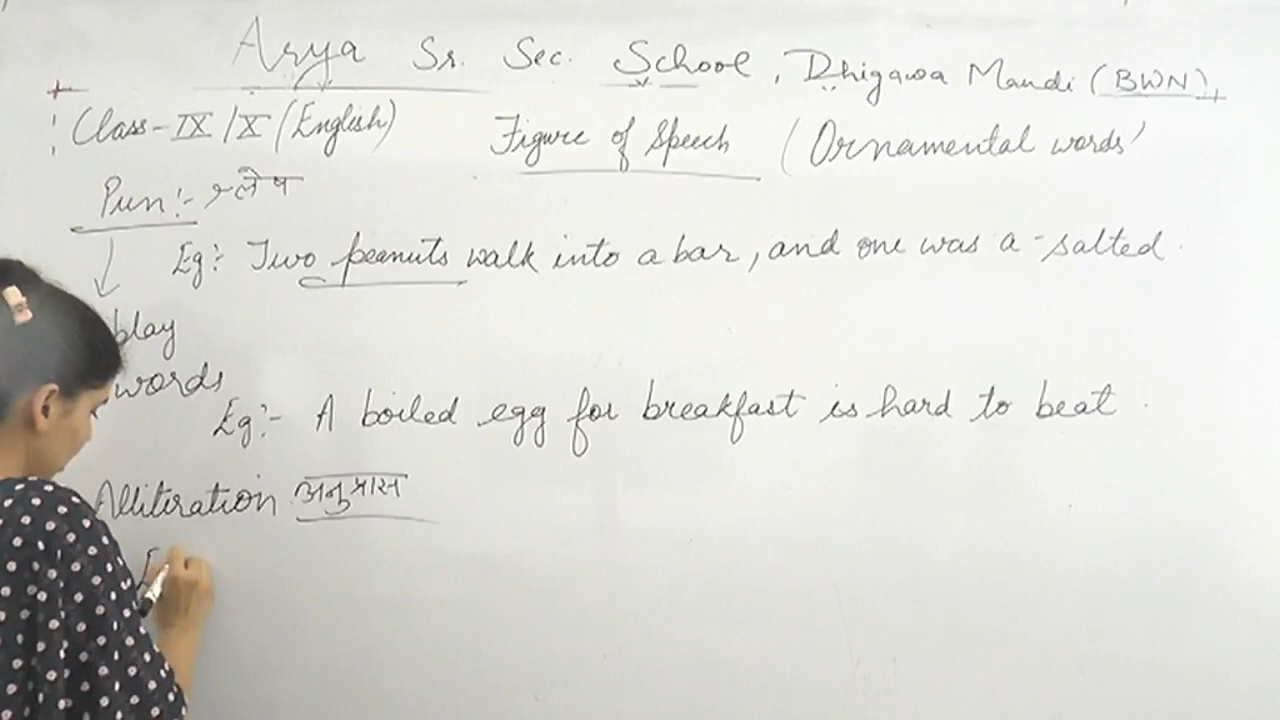 Arya Sr. Sec. School, Dhigawa Mandi (BWN),
Class-IX/X (English) Figure of Speech (Ornamental words)
Pun:- श्लेष
Eg:- Two peanuts walk into a bar, and one was a-salted.
play
words
Eg:- A boiled egg for breakfast is hard to beat.
Alliteration अनुप्रास